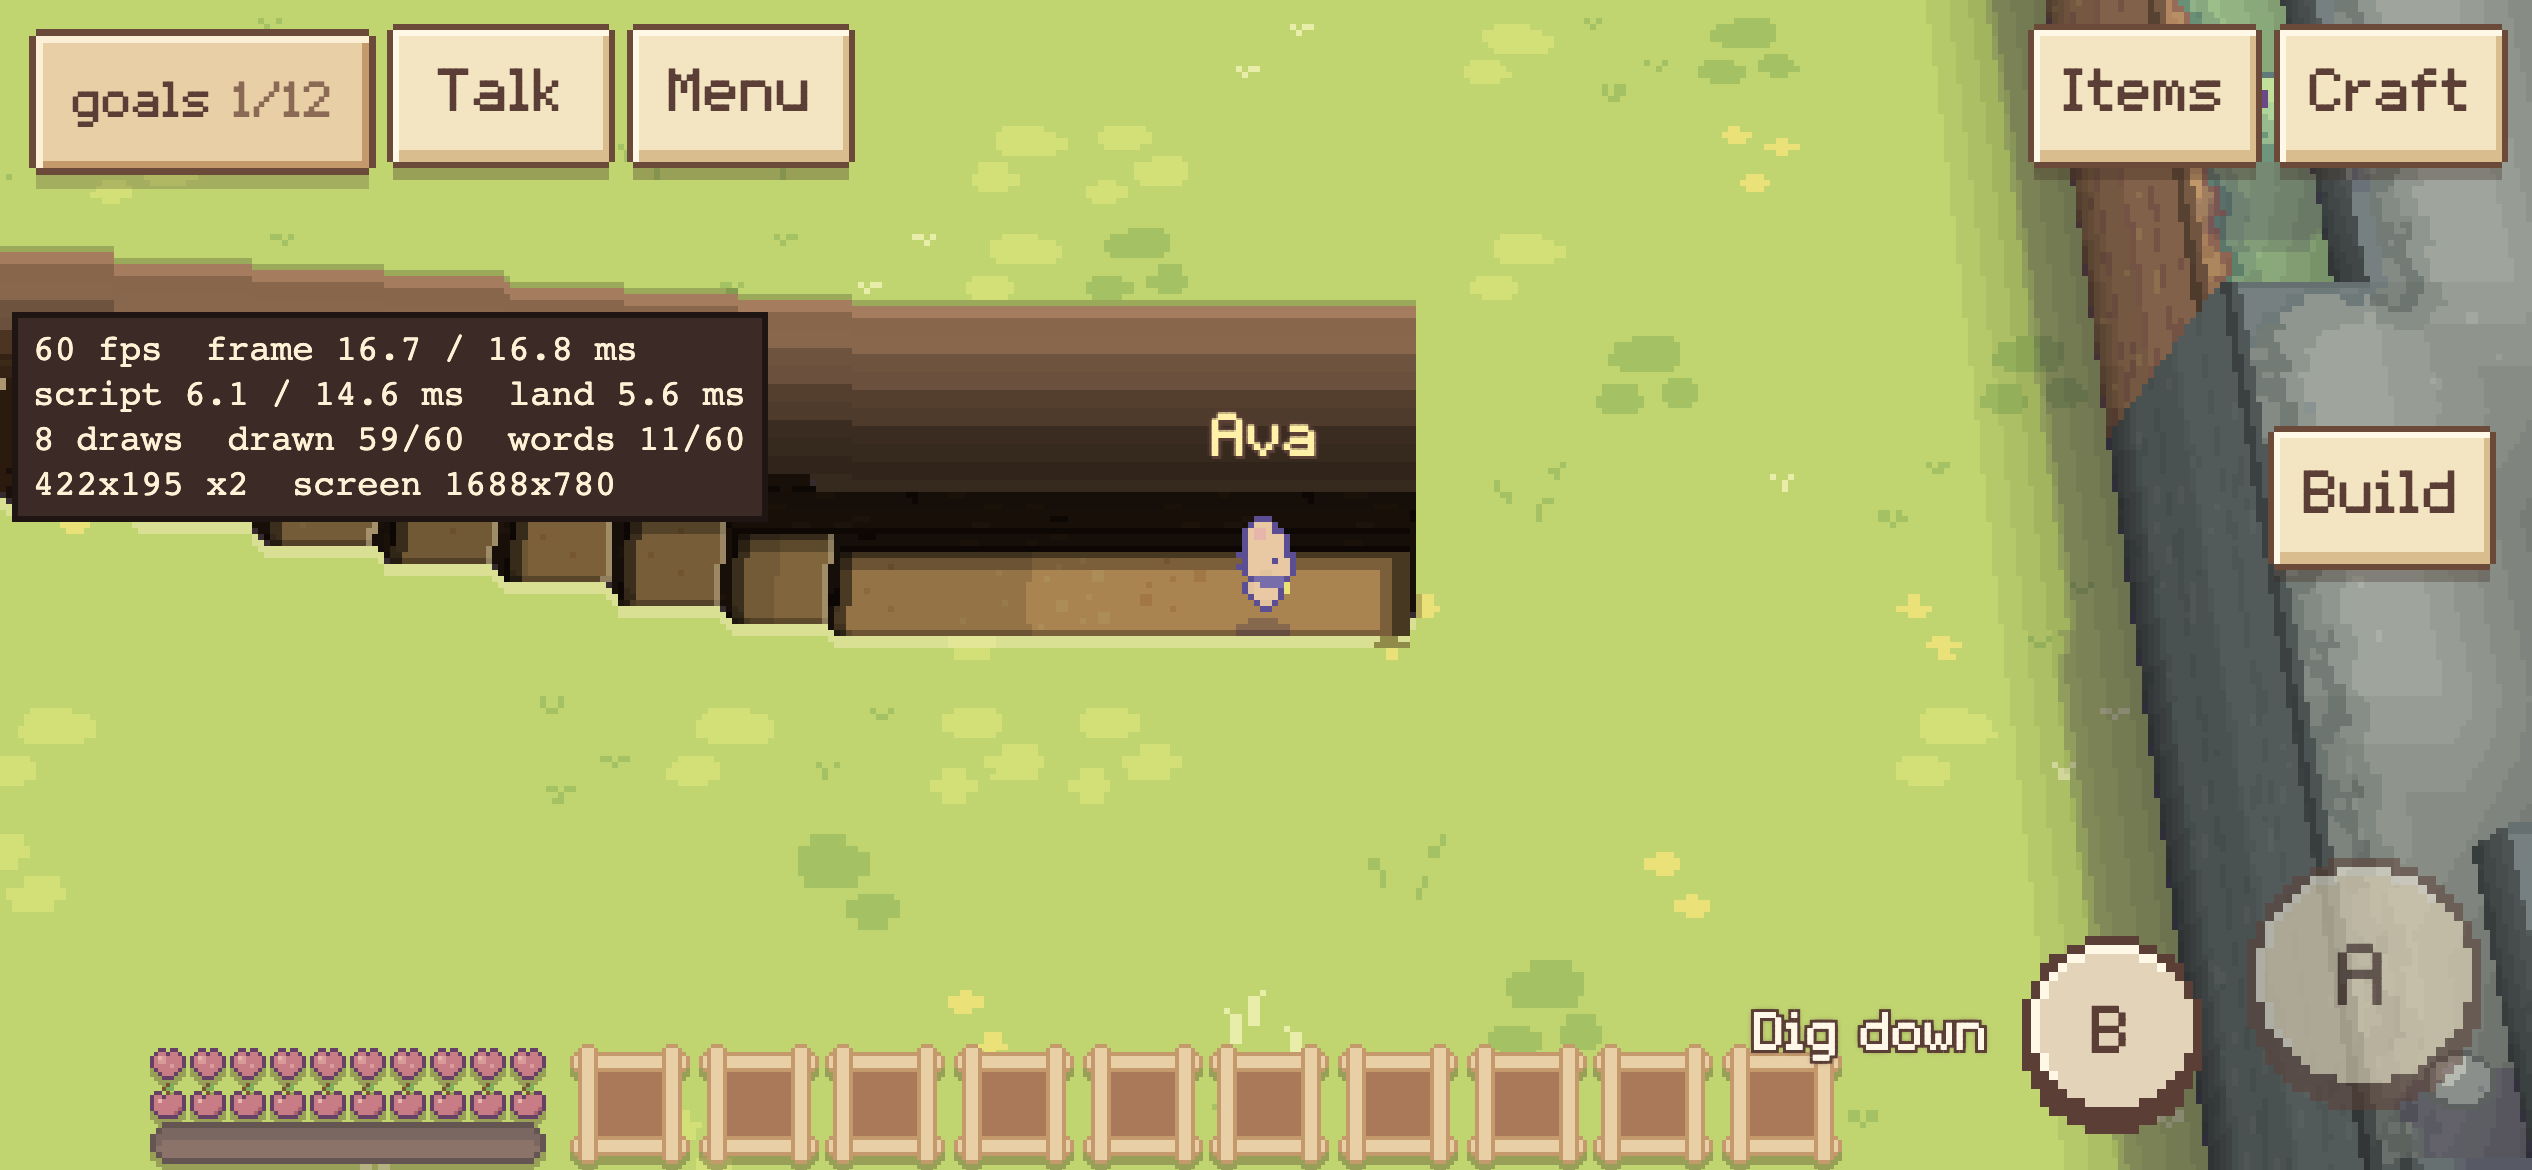 goals 1/12
Talk
Menu
Items
Craft
60 fps  frame 16.7 / 16.8 ms
script 6.1 / 14.6 ms  land 5.6 ms
8 draws  drawn 59/60  words 11/60
422x195 x2  screen 1688x780
Ava
Build
Dig down
B
A